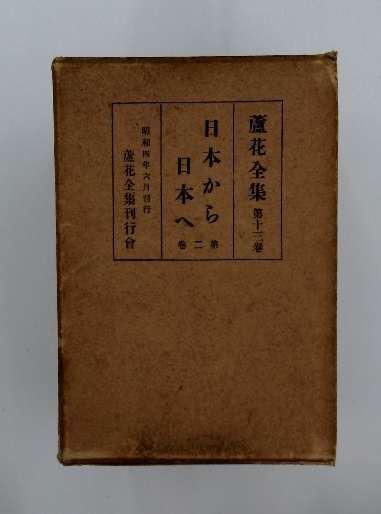 蘆花全集 第十三卷
日本から
日本へ
第二卷
昭和四年六月刊行
蘆花全集刊行會